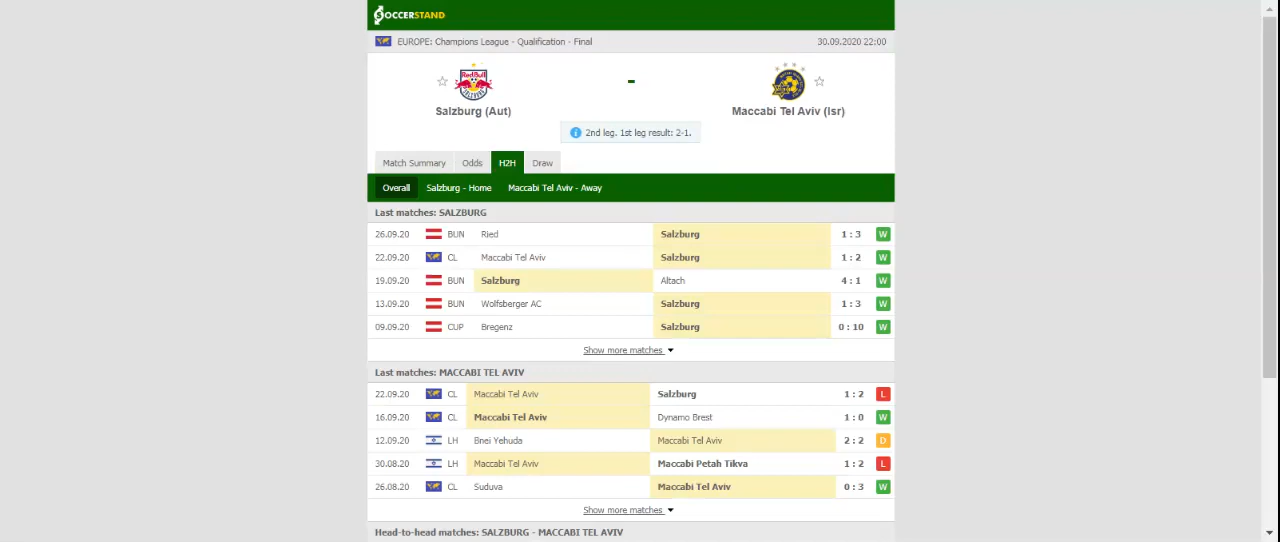 SOCCERSTAND
EUROPE: Champions League - Qualification - Final 30.09.2020 22:00
-
Salzburg (Aut) Maccabi Tel Aviv (Isr)
2nd leg. 1st leg result: 2-1.
Match Summary Odds H2H Draw
Overall Salzburg - Home Maccabi Tel Aviv - Away
Last matches: SALZBURG
26.09.20 BUN Ried Salzburg 1 : 3 W
22.09.20 CL Maccabi Tel Aviv Salzburg 1 : 2 W
19.09.20 BUN Salzburg Altach 4 : 1 W
13.09.20 BUN Wolfsberger AC Salzburg 1 : 3 W
09.09.20 CUP Bregenz Salzburg 0 : 10 W
Show more matches
Last matches: MACCABI TEL AVIV
22.09.20 CL Maccabi Tel Aviv Salzburg 1 : 2 L
16.09.20 CL Maccabi Tel Aviv Dynamo Brest 1 : 0 W
12.09.20 LH Bnei Yehuda Maccabi Tel Aviv 2 : 2 D
30.08.20 LH Maccabi Tel Aviv Maccabi Petah Tikva 1 : 2 L
26.08.20 CL Suduva Maccabi Tel Aviv 0 : 3 W
Show more matches
Head-to-head matches: SALZBURG - MACCABI TEL AVIV